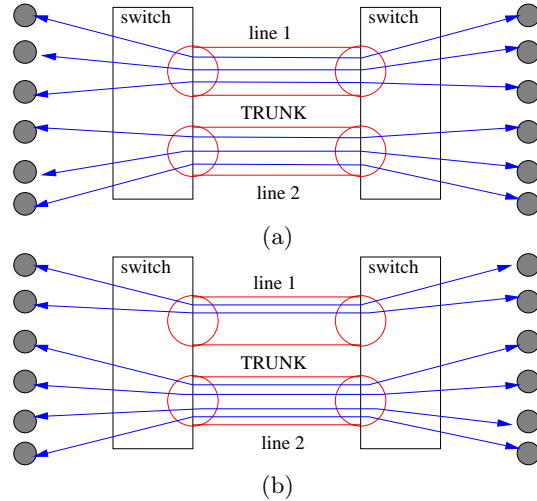 switch line 1 switch
TRUNK
line 2
(a)
switch line 1 switch
TRUNK
line 2
(b)